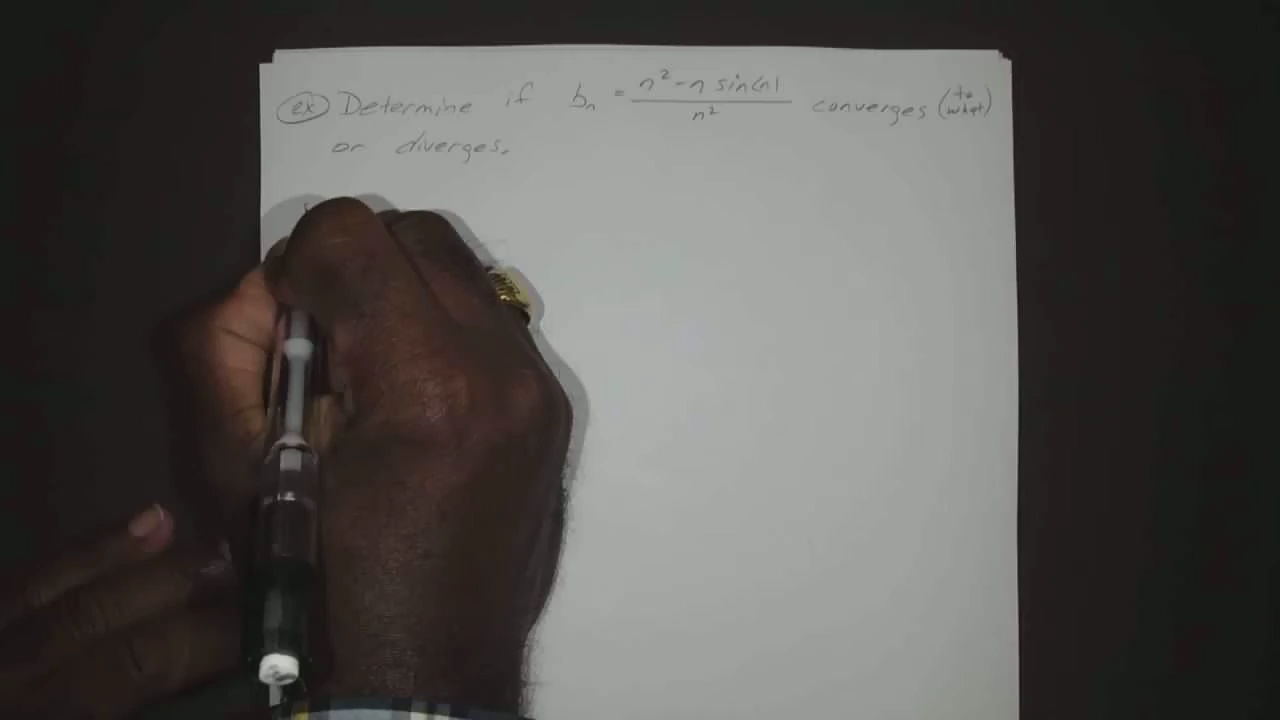 ex Determine if bₙ = (n² - n sin(n))/n² converges (to what)
or diverges.